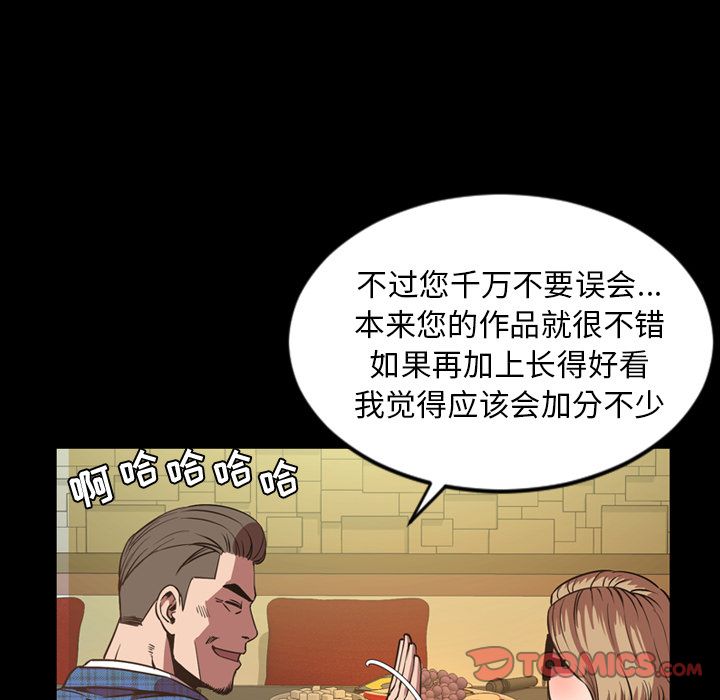 不过您千万不要误会...
本来您的作品就很不错
如果再加上长得好看
我觉得应该会加分不少
啊哈哈哈哈
TOOMICS.COM